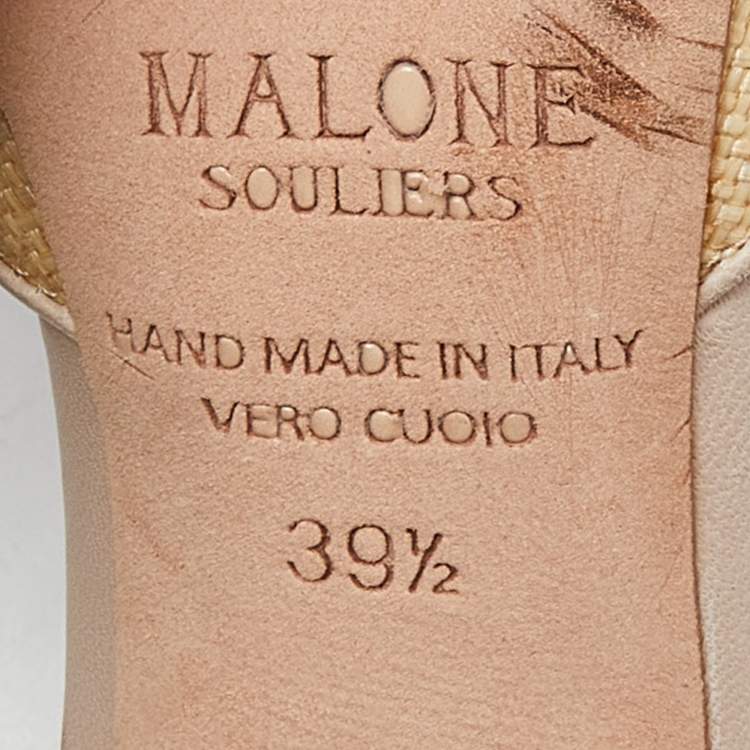 MALONE
SOULIERS
HAND MADE IN ITALY
VERO CUOIO
39½